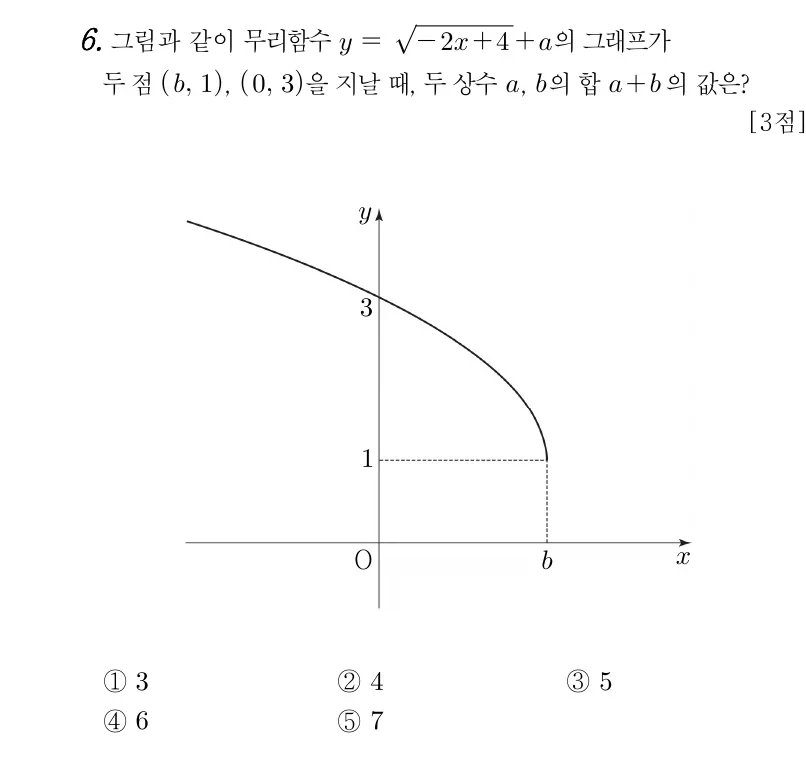 6. 그림과 같이 무리함수 y = √(-2x+4)+a의 그래프가
두 점 (b, 1), (0, 3)을 지날 때, 두 상수 a, b의 합 a+b의 값은?
[3점]
y
3
1
O b x
① 3 ② 4 ③ 5
④ 6 ⑤ 7